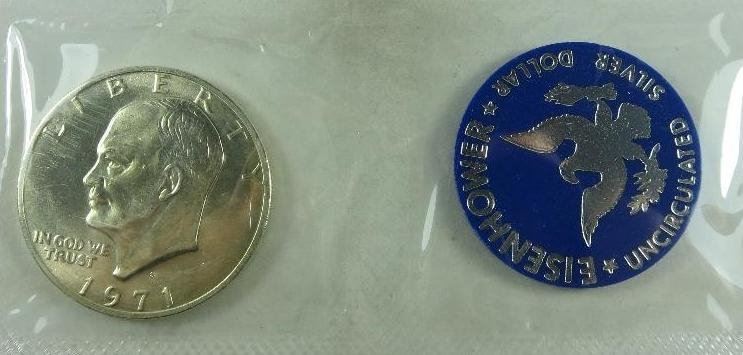 LIBERTY
IN GOD WE
TRUST
S
1971
EISENHOWER
UNCIRCULATED
SILVER DOLLAR